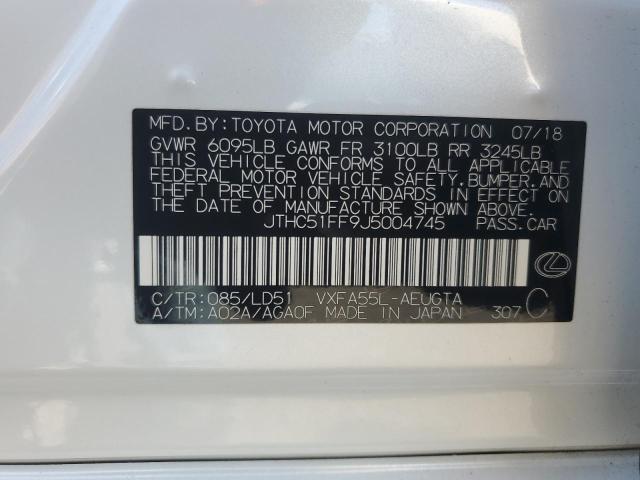 MFD.BY:TOYOTA MOTOR CORPORATION 07/18
GVWR 6095LB GAWR FR 3100LB RR 3245LB
THIS VEHICLE CONFORMS TO ALL APPLICABLE
FEDERAL MOTOR VEHICLE SAFETY,BUMPER,AND
THEFT PREVENTION STANDARDS IN EFFECT ON
THE DATE OF MANUFACTURE SHOWN ABOVE.
JTHC51FF9J5004745 PASS.CAR
C/TR:085/LD51 VXFA55L-AEUGTA
A/TM:A02A/AGA0F MADE IN JAPAN 307 C